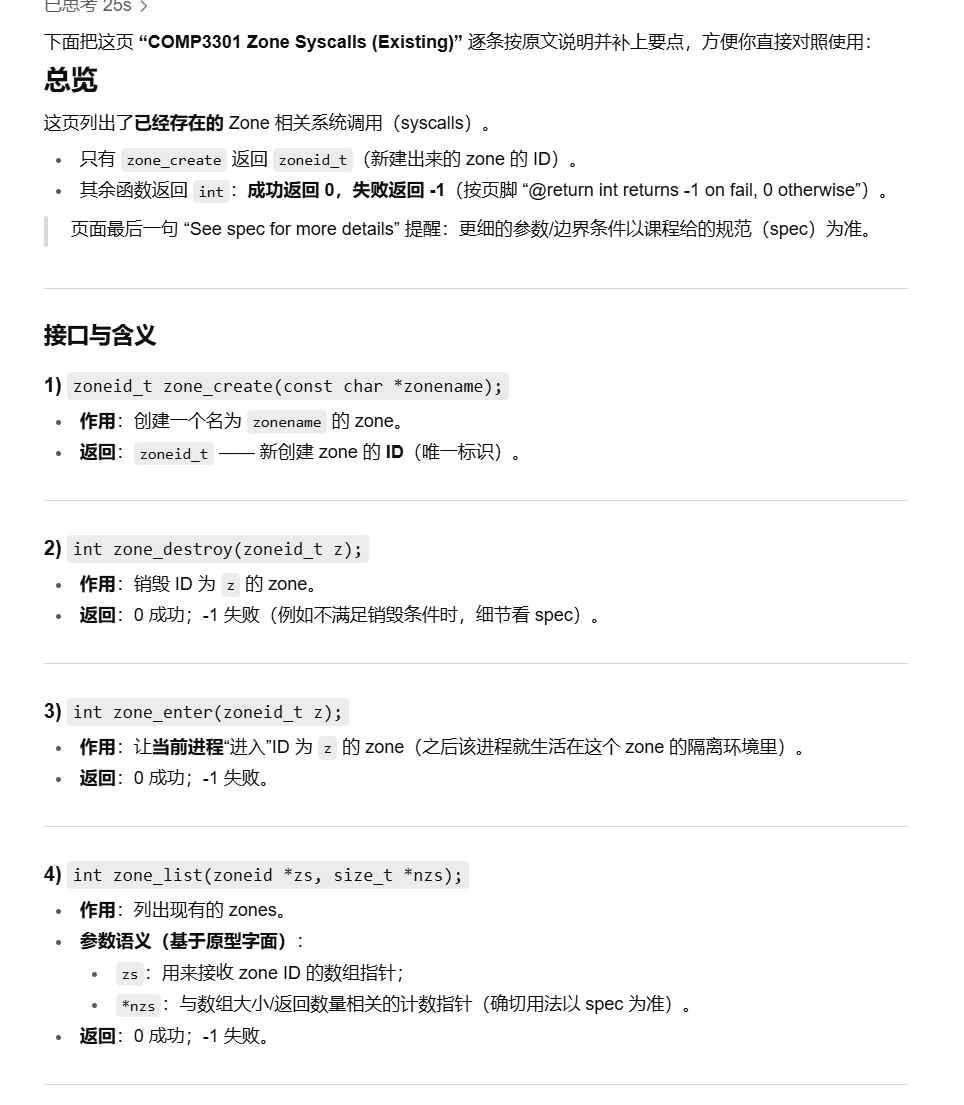 已思考 25s >
下面把这页 “COMP3301 Zone Syscalls (Existing)” 逐条按原文说明并补上要点，方便你直接对照使用：
总览
这页列出了已经存在的 Zone 相关系统调用（syscalls）。
• 只有 zone_create 返回 zoneid_t（新建出来的 zone 的 ID）。
• 其余函数返回 int：成功返回 0，失败返回 -1（按页脚 “@return int returns -1 on fail, 0 otherwise”）。
页面最后一句 “See spec for more details” 提醒：更细的参数/边界条件以课程给的规范（spec）为准。
接口与含义
1) zoneid_t zone_create(const char *zonename);
• 作用：创建一个名为 zonename 的 zone。
• 返回：zoneid_t —— 新创建 zone 的 ID（唯一标识）。
2) int zone_destroy(zoneid_t z);
• 作用：销毁 ID 为 z 的 zone。
• 返回：0 成功；-1 失败（例如不满足销毁条件时，细节看 spec）。
3) int zone_enter(zoneid_t z);
• 作用：让当前进程“进入”ID 为 z 的 zone（之后该进程就生活在这个 zone 的隔离环境里）。
• 返回：0 成功；-1 失败。
4) int zone_list(zoneid *zs, size_t *nzs);
• 作用：列出现有的 zones。
• 参数语义（基于原型字面）：
• zs：用来接收 zone ID 的数组指针；
• *nzs：与数组大小/返回数量相关的计数指针（确切用法以 spec 为准）。
• 返回：0 成功；-1 失败。